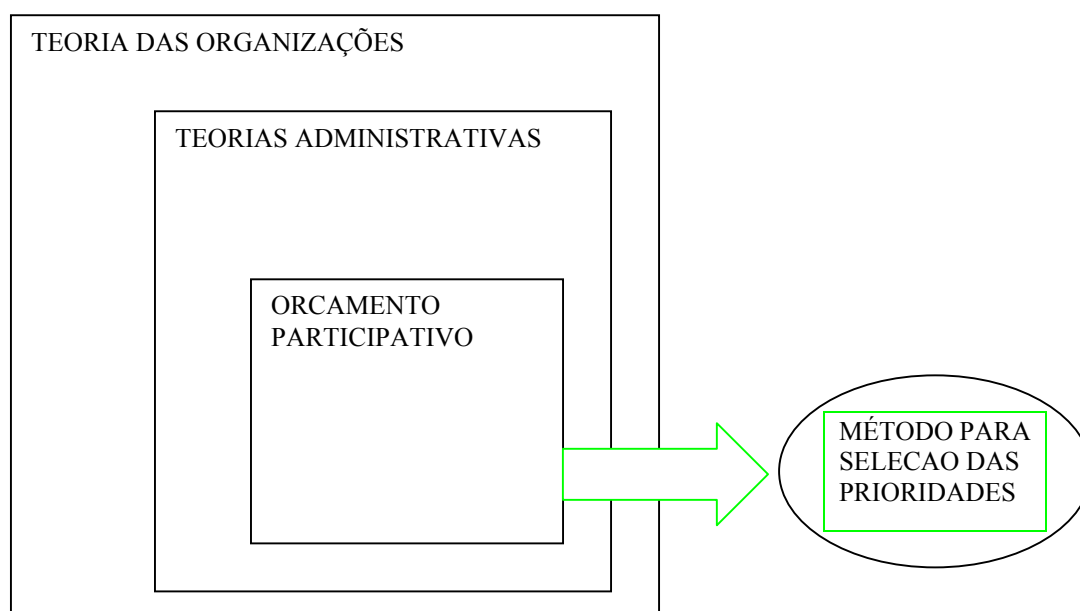 TEORIA DAS ORGANIZAÇÕES
TEORIAS ADMINISTRATIVAS
ORCAMENTO
PARTICIPATIVO
MÉTODO PARA
SELECAO DAS
PRIORIDADES